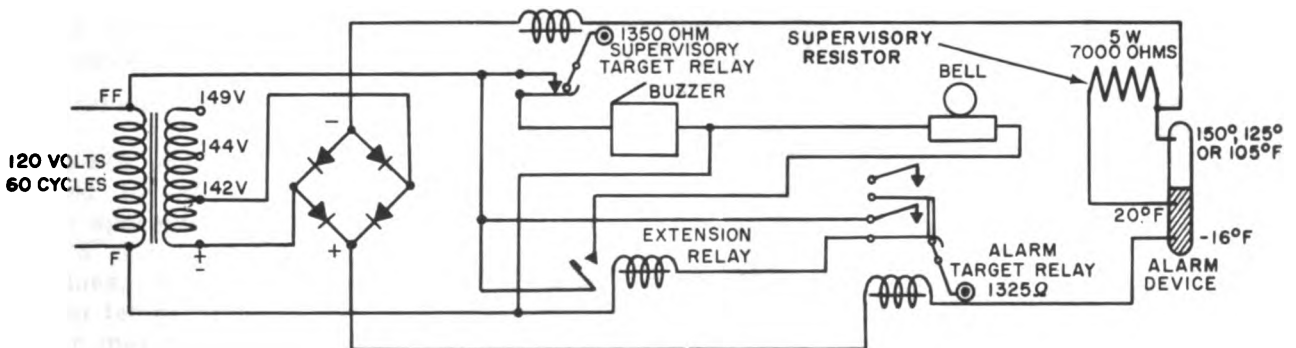 1350 OHM
SUPERVISORY
TARGET RELAY
SUPERVISORY
RESISTOR
5 W
7000 OHMS
BELL
BUZZER
FF
149V
144V
142V
120 VOLTS
60 CYCLES
F
+
-
-
+
150°, 125°
OR 105°F
20°F
-16°F
EXTENSION
RELAY
ALARM
TARGET RELAY
1325Ω
ALARM
DEVICE